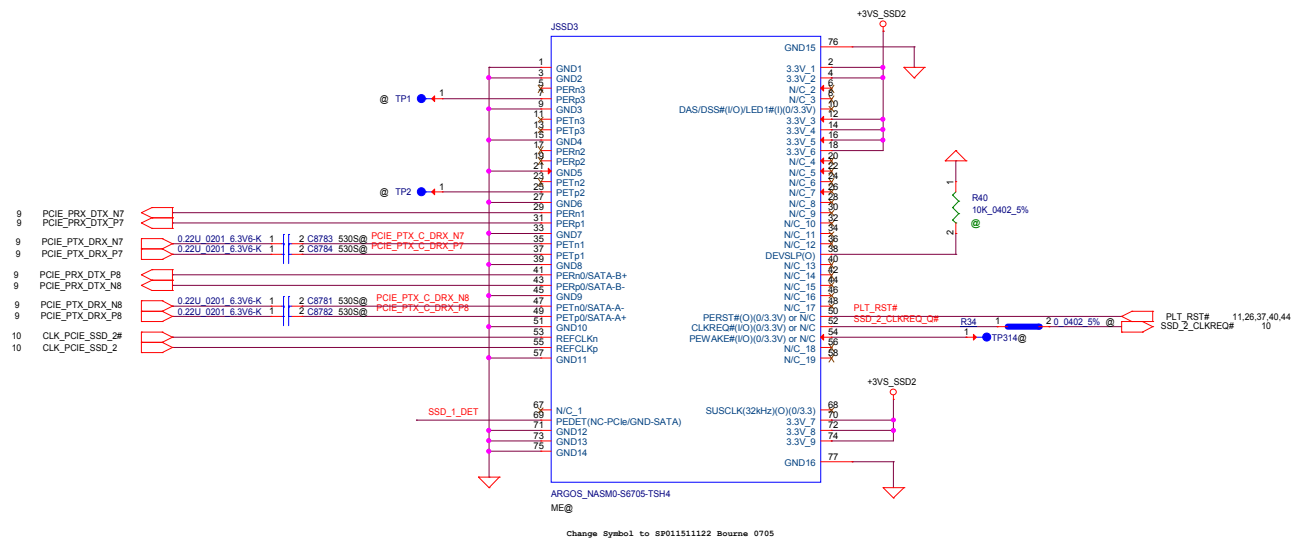 +3VS_SSD2
JSSD3
GND15 76
1 GND1 3.3V_1 2
3 GND2 3.3V_2 4
5 PERn3 N/C_2 6
@ TP1 1 7 PERp3 N/C_3 8
9 GND3 DAS/DSS#(I/O)/LED1#(I)(0/3.3V) 10
11 PETn3 3.3V_3 12
13 PETp3 3.3V_4 14
15 GND4 3.3V_5 16
17 PERn2 3.3V_6 18
19 PERp2 N/C_4 20
21 GND5 N/C_5 22
23 PETn2 N/C_6 24
@ TP2 1 25 PETp2 N/C_7 26
27 GND6 N/C_8 28
9 PCIE_PRX_DTX_N7 29 PERn1 N/C_9 30
9 PCIE_PRX_DTX_P7 31 PERp1 N/C_10 32
33 GND7 N/C_11 34
9 PCIE_PTX_DRX_N7 0.22U_0201_6.3V6-K 1 2 C8783 530S@ PCIE_PTX_C_DRX_N7 35 PETn1 N/C_12 36
9 PCIE_PTX_DRX_P7 0.22U_0201_6.3V6-K 1 2 C8784 530S@ PCIE_PTX_C_DRX_P7 37 PETp1 DEVSLP(O) 38
1
R40
10K_0402_5%
@
2
39 GND8 N/C_13 40
9 PCIE_PRX_DTX_P8 41 PERn0/SATA-B+ N/C_14 42
9 PCIE_PRX_DTX_N8 43 PERp0/SATA-B- N/C_15 44
45 GND9 N/C_16 46
9 PCIE_PTX_DRX_N8 0.22U_0201_6.3V6-K 1 2 C8781 530S@ PCIE_PTX_C_DRX_N8 47 PETn0/SATA-A- N/C_17 48
9 PCIE_PTX_DRX_P8 0.22U_0201_6.3V6-K 1 2 C8782 530S@ PCIE_PTX_C_DRX_P8 49 PETp0/SATA-A+ PERST#(O)(0/3.3V) or N/C 50 PLT_RST# PLT_RST# 11,26,37,40,44
51 GND10 CLKREQ#(I/O)(0/3.3V) or N/C 52 SSD_2_CLKREQ_Q# R34 1 2 0_0402_5% @ SSD_2_CLKREQ# 10
10 CLK_PCIE_SSD_2# 53 REFCLKn PEWAKE#(I/O)(0/3.3V) or N/C 54 1 TP314@
10 CLK_PCIE_SSD_2 55 REFCLKp N/C_18 56
57 GND11 N/C_19 58
+3VS_SSD2
67 N/C_1 SUSCLK(32kHz)(O)(0/3.3) 68
SSD_1_DET 69 PEDET(NC-PCIe/GND-SATA) 3.3V_7 70
71 GND12 3.3V_8 72
73 GND13 3.3V_9 74
75 GND14
GND16 77
ARGOS_NASM0-S6705-TSH4
ME@
Change Symbol to SP011511122 Bourne 0705